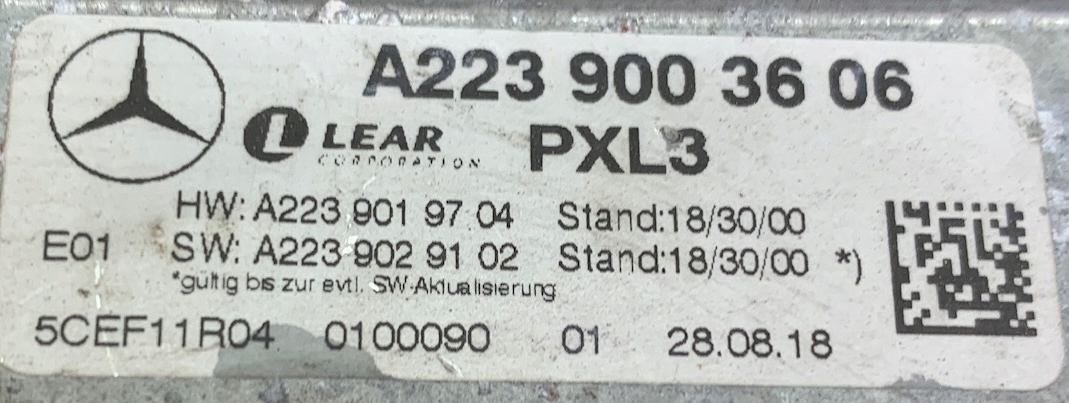 A223 900 36 06
LEAR
CORPORATION
PXL3
HW: A223 901 97 04 Stand:18/30/00
E01 SW: A223 902 91 02 Stand:18/30/00 *)
*gültig bis zur evtl. SW-Aktualisierung
5CEF11R04 0100090 01 28.08.18